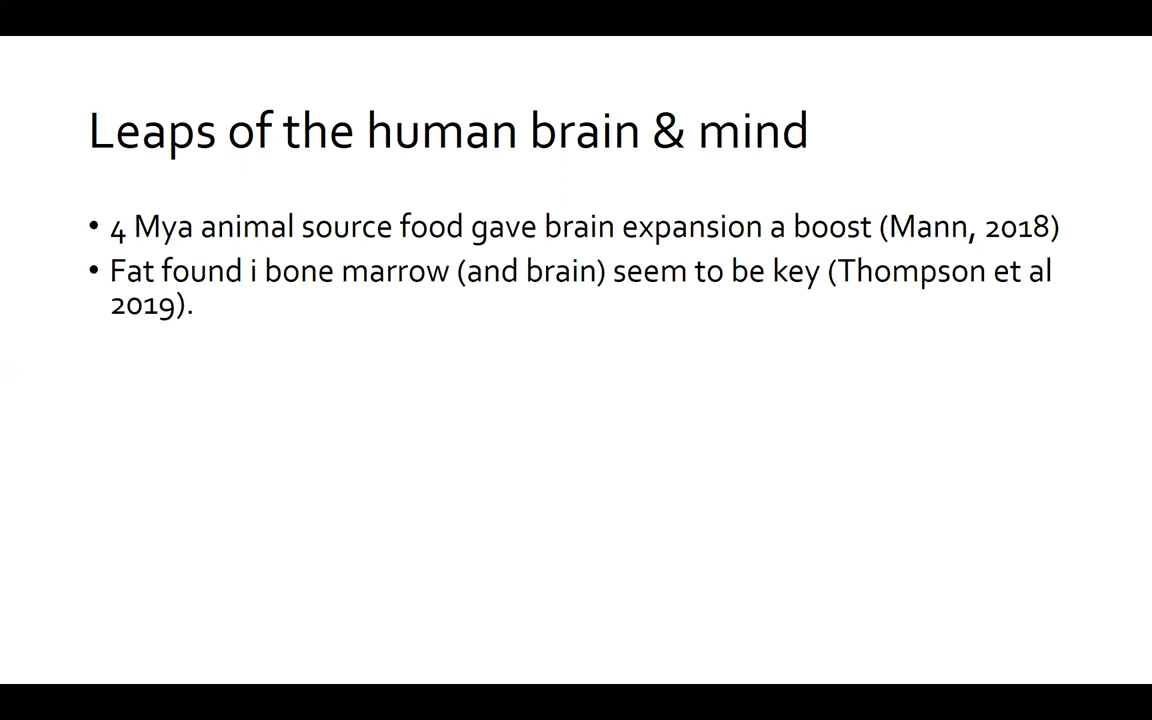 Leaps of the human brain & mind
• 4 Mya animal source food gave brain expansion a boost (Mann, 2018)
• Fat found i bone marrow (and brain) seem to be key (Thompson et al
2019).